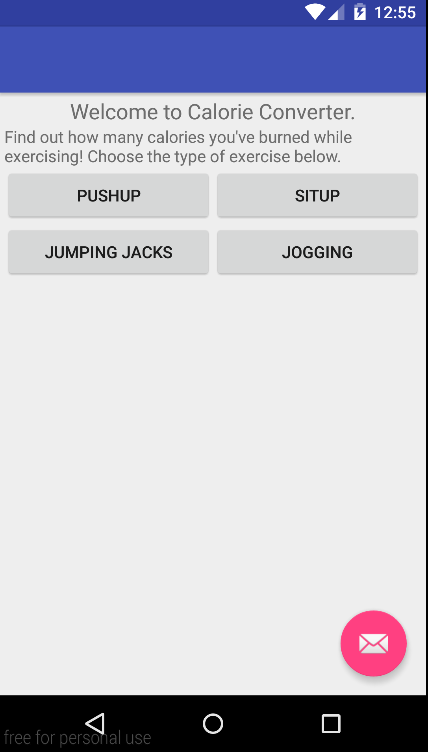 12:55
Welcome to Calorie Converter.
Find out how many calories you've burned while
exercising! Choose the type of exercise below.
PUSHUP
SITUP
JUMPING JACKS
JOGGING
free for personal use